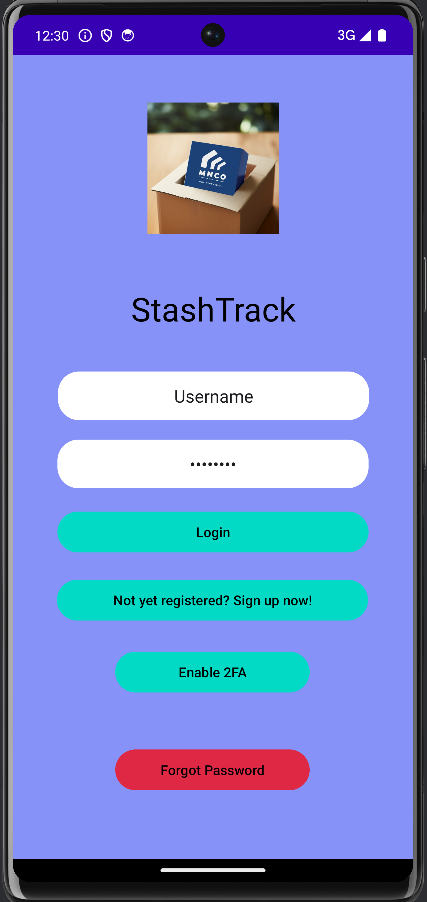 12:30
3G
MNCO
StashTrack
Username
••••••••
Login
Not yet registered? Sign up now!
Enable 2FA
Forgot Password